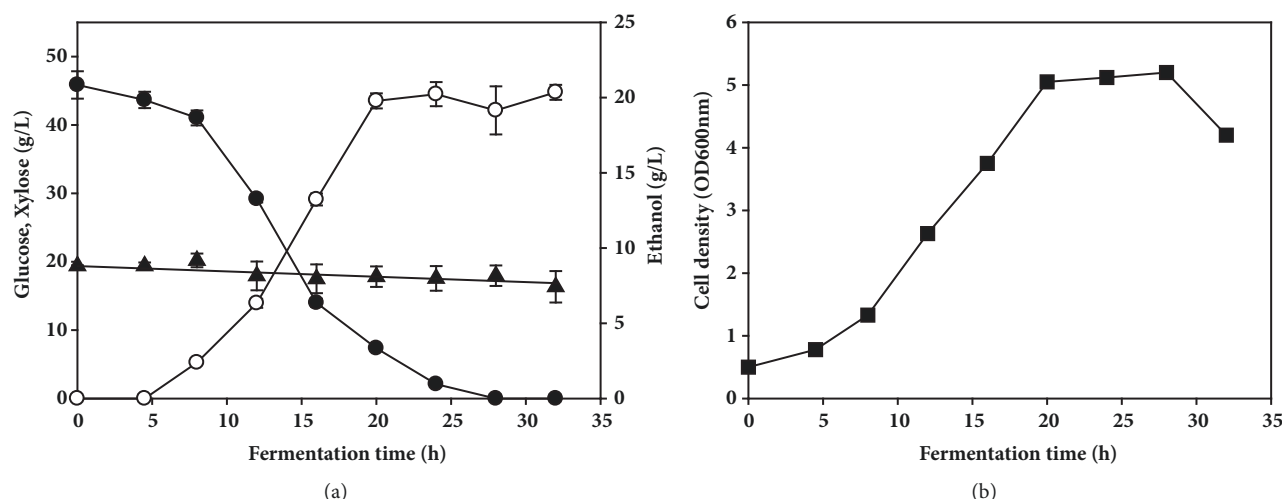 Glucose, Xylose (g/L)
50
40
30
20
10
0
25
20
15
10
5
0
Ethanol (g/L)
0 5 10 15 20 25 30 35
Fermentation time (h)
(a)
Cell density (OD600nm)
6
5
4
3
2
1
0
0 5 10 15 20 25 30 35
Fermentation time (h)
(b)